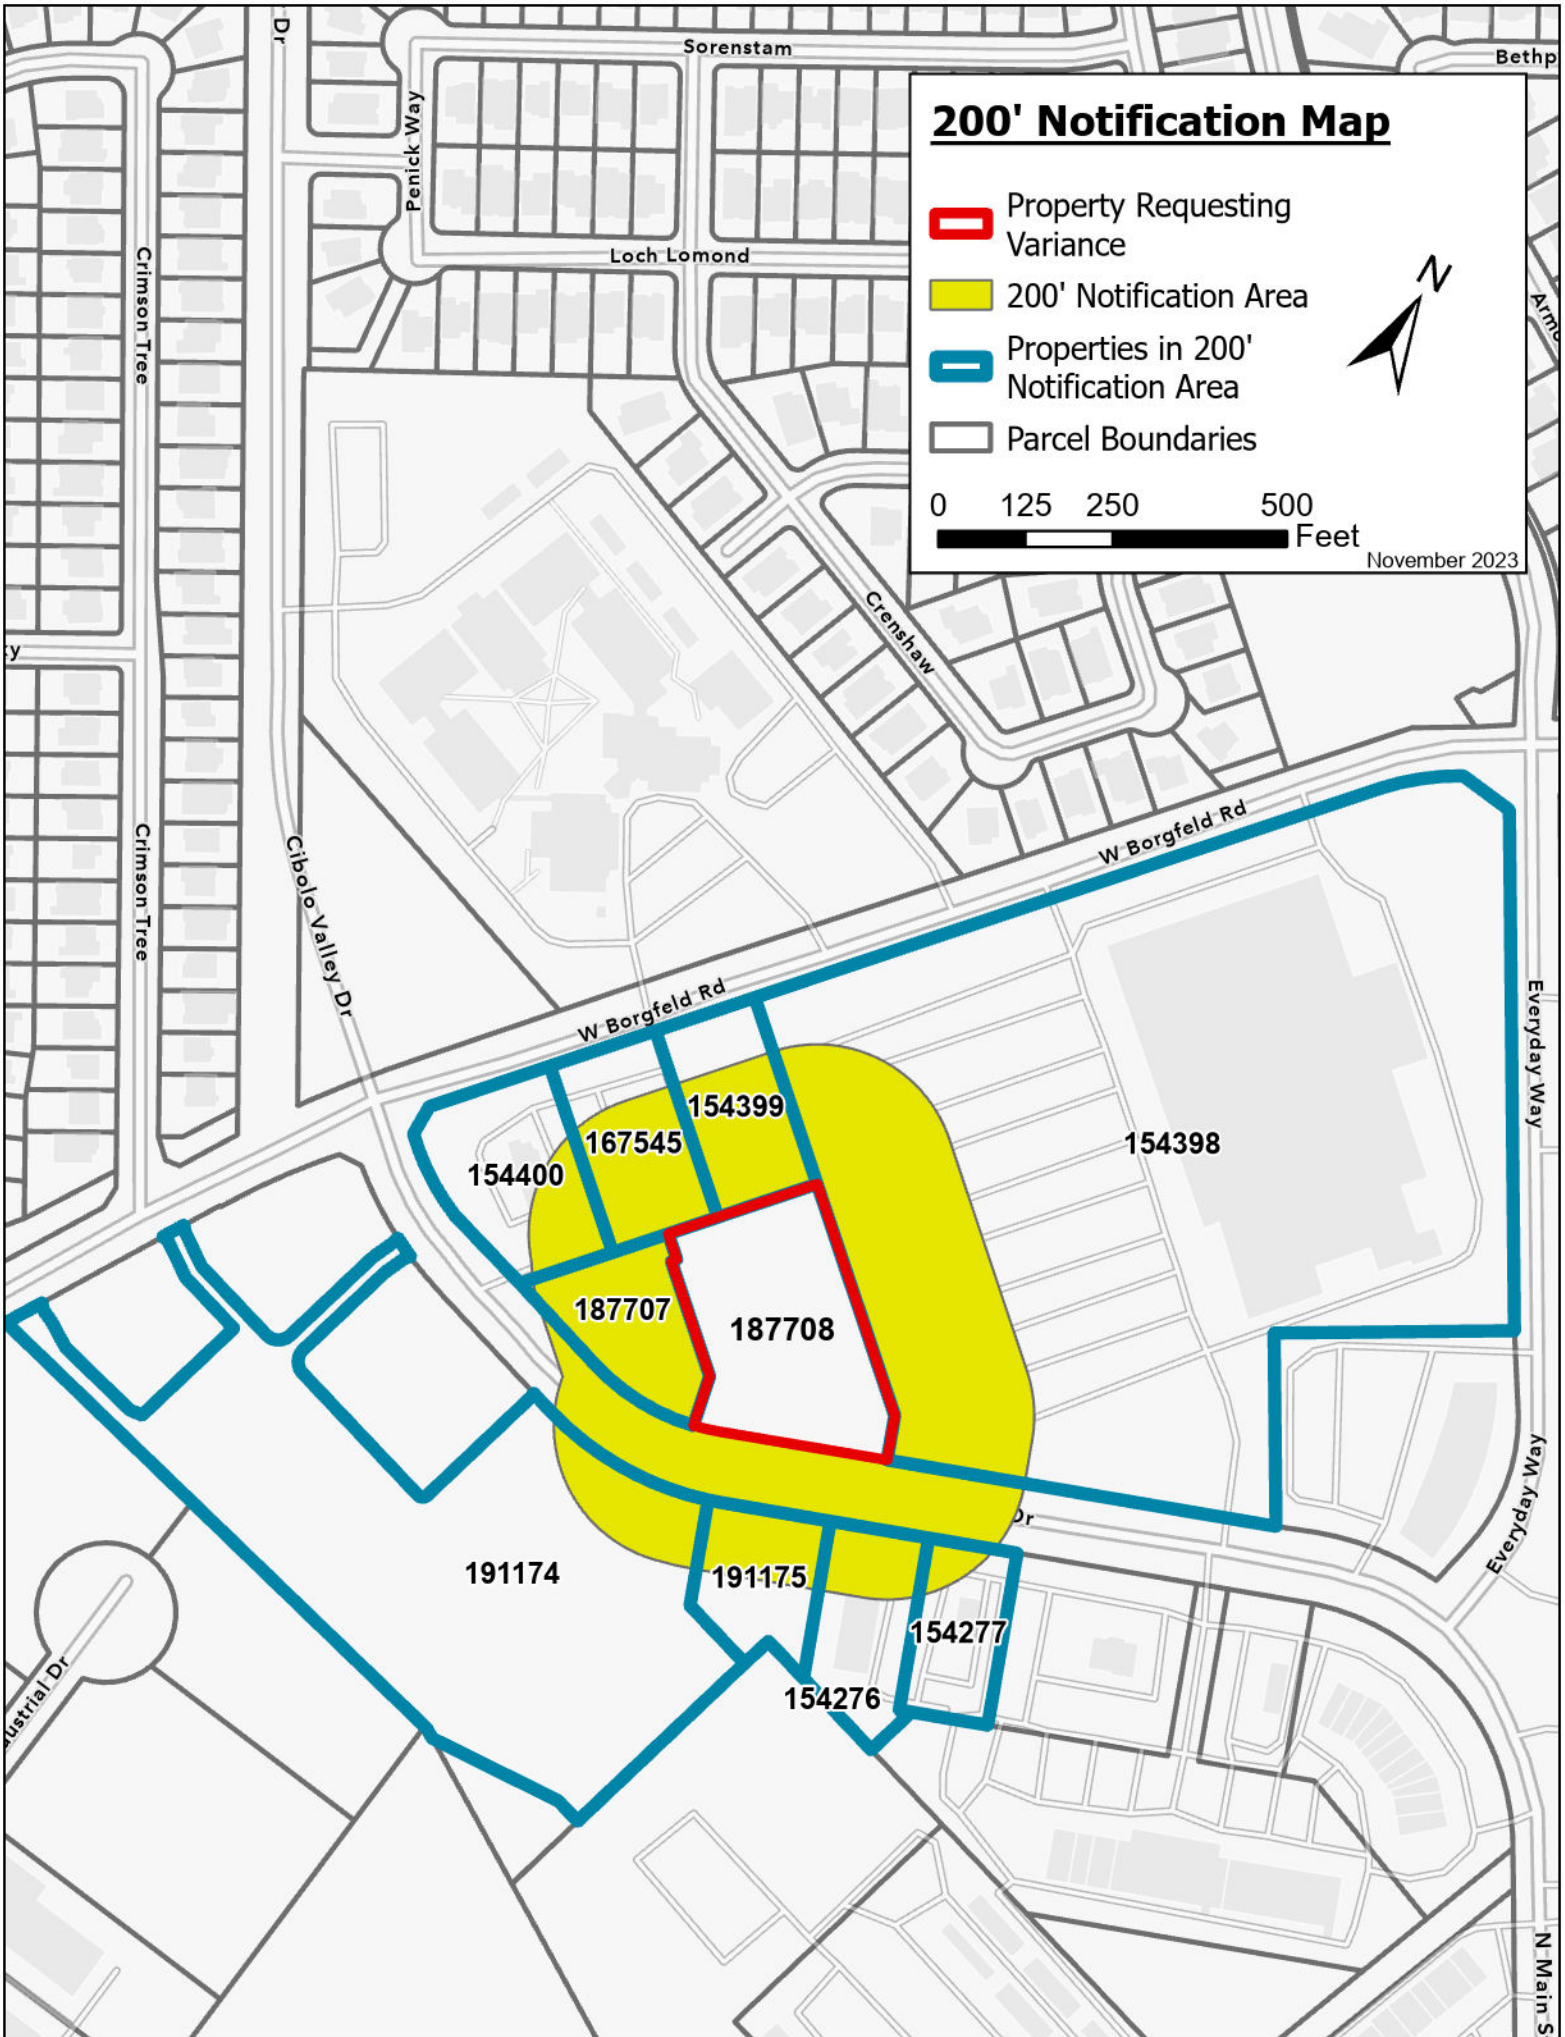 Dr
Sorenstam
Bethp
Penick Way
200' Notification Map
Property Requesting
Variance
200' Notification Area
Properties in 200'
Notification Area
Parcel Boundaries
N
0 125 250 500
Feet
November 2023
Loch Lomond
Crimson Tree
Crenshaw
W Borgfeld Rd
Crimson Tree
Cibolo Valley Dr
W Borgfeld Rd
Everyday Way
154399
167545
154398
154400
187707
187708
Everyday Way
Dr
191174
191175
154277
154276
ustrial Dr
N Main S